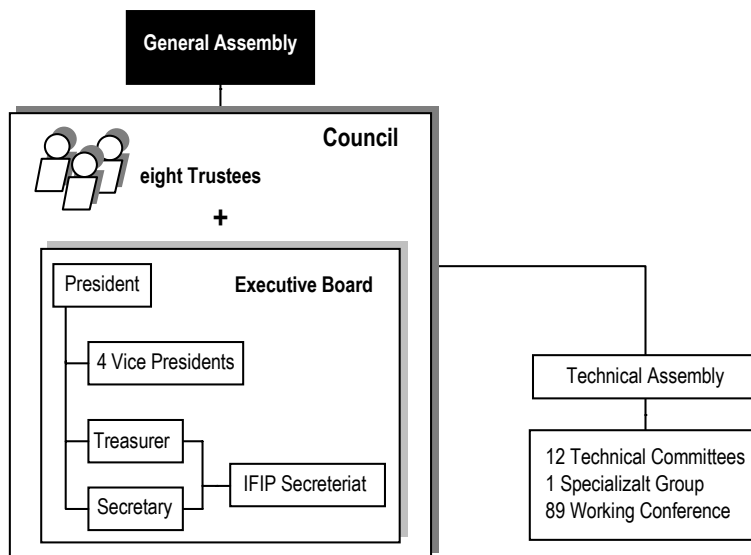 General Assembly
Council
eight Trustees
+
Executive Board
President
4 Vice Presidents
Treasurer
Secretary
IFIP Secreteriat
Technical Assembly
12 Technical Committees
1 Specializalt Group
89 Working Conference